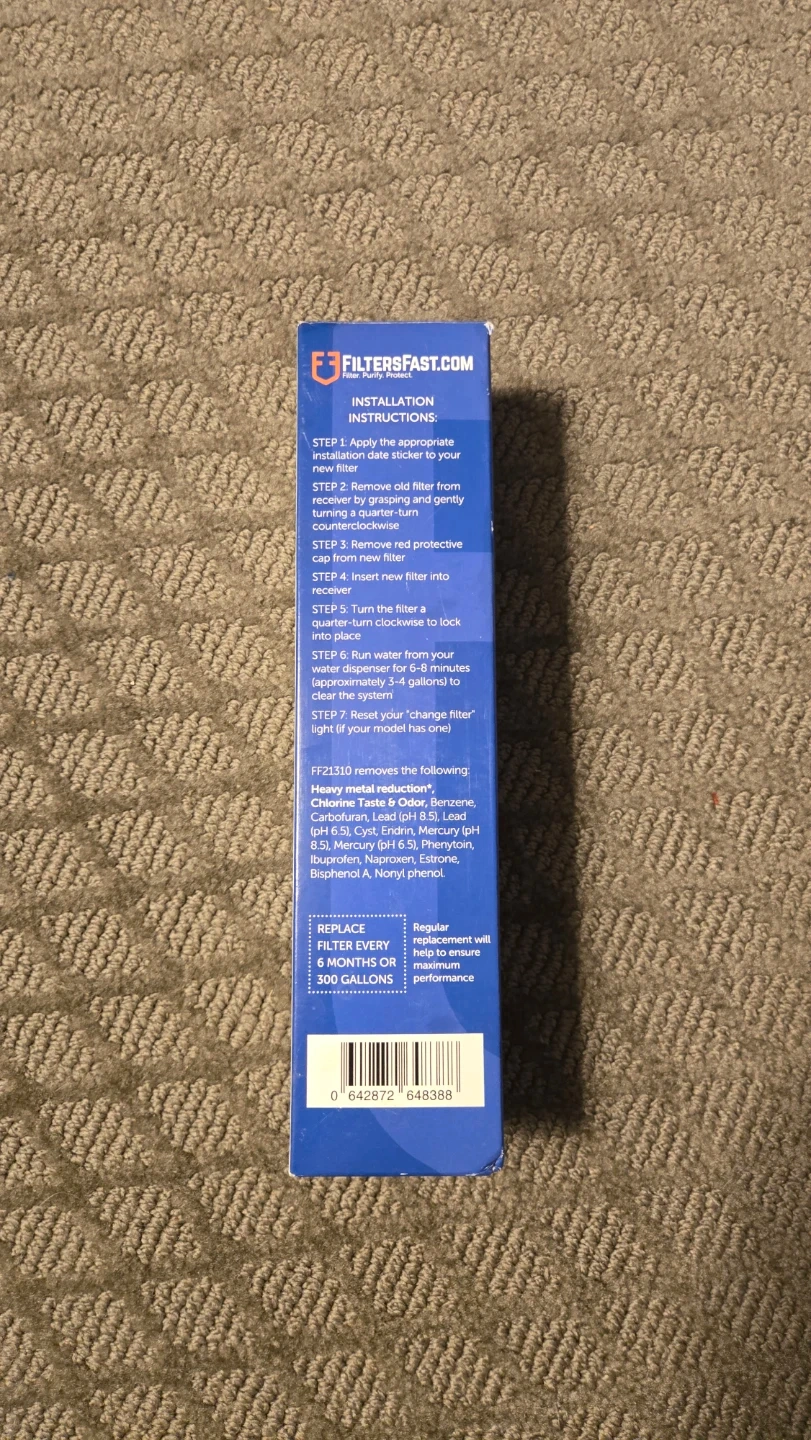 FILTERSFAST.COM
Filter. Purify. Protect.
INSTALLATION
INSTRUCTIONS:
STEP 1: Apply the appropriate
installation date sticker to your
new filter
STEP 2: Remove old filter from
receiver by grasping and gently
turning a quarter-turn
counterclockwise
STEP 3: Remove red protective
cap from new filter
STEP 4: Insert new filter into
receiver
STEP 5: Turn the filter a
quarter-turn clockwise to lock
into place
STEP 6: Run water from your
water dispenser for 6-8 minutes
(approximately 3-4 gallons) to
clear the system
STEP 7: Reset your "change filter"
light (if your model has one)
FF21310 removes the following:
Heavy metal reduction*,
Chlorine Taste & Odor, Benzene,
Carbofuran, Lead (pH 8.5), Lead
(pH 6.5), Cyst, Endrin, Mercury (pH
8.5), Mercury (pH 6.5), Phenytoin,
Ibuprofen, Naproxen, Estrone,
Bisphenol A, Nonyl phenol.
REPLACE
FILTER EVERY
6 MONTHS OR
300 GALLONS
Regular
replacement will
help to ensure
maximum
performance
0 642872 648388